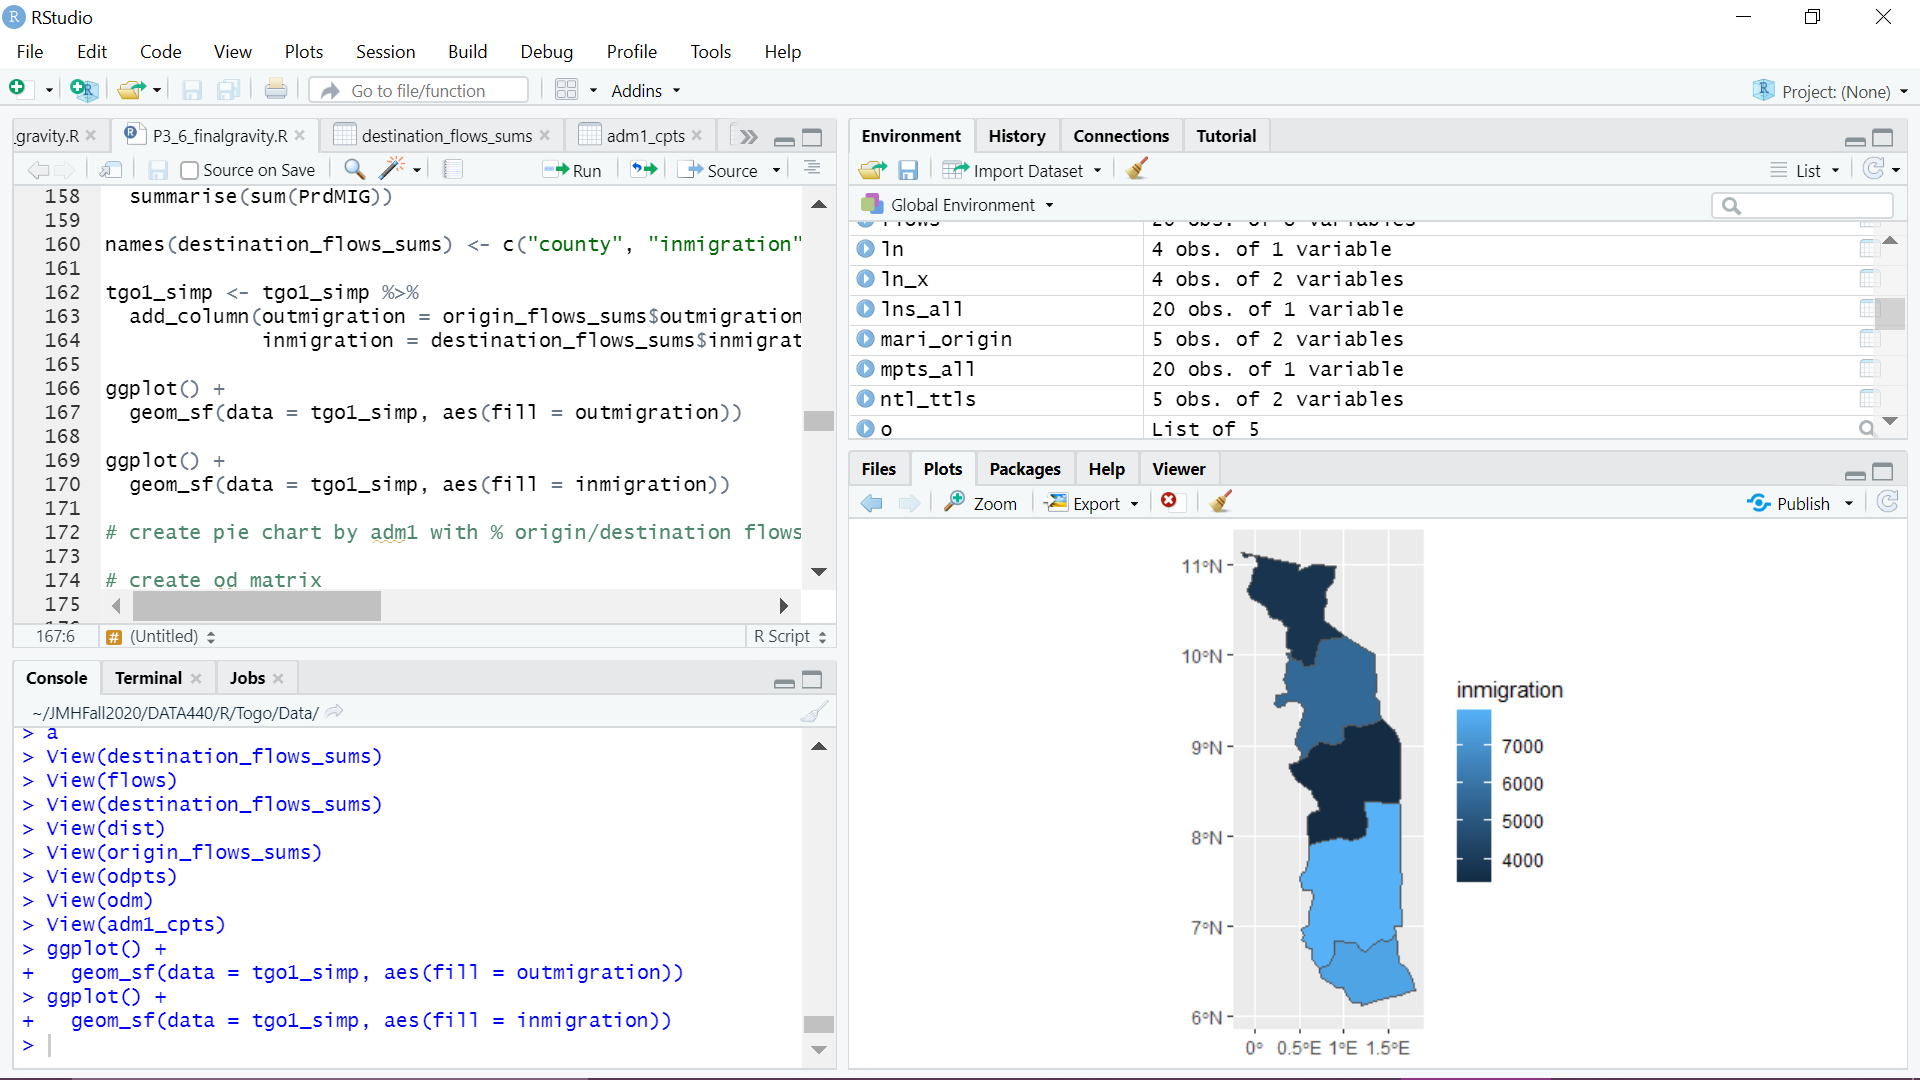 RStudio
File Edit Code View Plots Session Build Debug Profile Tools Help
Go to file/function Addins Project: (None)
gravity.R P3_6_finalgravity.R destination_flows_sums adm1_cpts
Source on Save Run Source
158 summarise(sum(PrdMIG))
159
160 names(destination_flows_sums) <- c("county", "inmigration"
161
162 tgo1_simp <- tgo1_simp %>%
163 add_column(outmigration = origin_flows_sums$outmigration
164 inmigration = destination_flows_sums$inmigrat
165
166 ggplot() +
167 geom_sf(data = tgo1_simp, aes(fill = outmigration))
168
169 ggplot() +
170 geom_sf(data = tgo1_simp, aes(fill = inmigration))
171
172 # create pie chart by adm1 with % origin/destination flows
173
174 # create od matrix
175
167:6 (Untitled) R Script
Console Terminal Jobs
~/JMHFall2020/DATA440/R/Togo/Data/
> a
> View(destination_flows_sums)
> View(flows)
> View(destination_flows_sums)
> View(dist)
> View(origin_flows_sums)
> View(odpts)
> View(odm)
> View(adm1_cpts)
> ggplot() +
+ geom_sf(data = tgo1_simp, aes(fill = outmigration))
> ggplot() +
+ geom_sf(data = tgo1_simp, aes(fill = inmigration))
>
Environment History Connections Tutorial
Import Dataset List
Global Environment
ln 4 obs. of 1 variable
ln_x 4 obs. of 2 variables
lns_all 20 obs. of 1 variable
mari_origin 5 obs. of 2 variables
mpts_all 20 obs. of 1 variable
ntl_ttls 5 obs. of 2 variables
o List of 5
Files Plots Packages Help Viewer
Zoom Export Publish
11°N
10°N
9°N
8°N
7°N
6°N
0° 0.5°E 1°E 1.5°E
inmigration
7000
6000
5000
4000